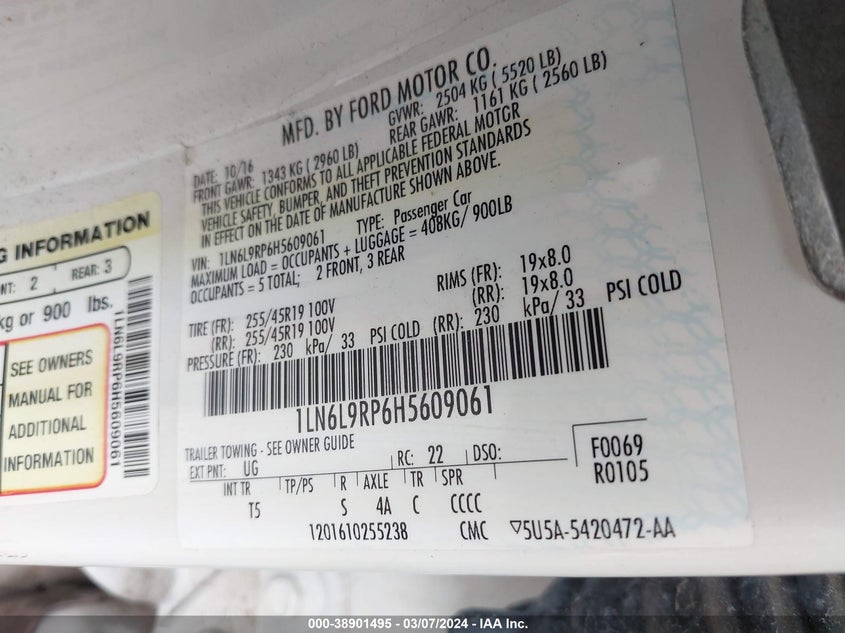 MFD. BY FORD MOTOR CO.
DATE: 10/16 GVWR: 2504 KG ( 5520 LB)
FRONT GAWR: 1343 KG ( 2960 LB) REAR GAWR: 1161 KG ( 2560 LB)
THIS VEHICLE CONFORMS TO ALL APPLICABLE FEDERAL MOTOR
VEHICLE SAFETY, BUMPER, AND THEFT PREVENTION STANDARDS
IN EFFECT ON THE DATE OF MANUFACTURE SHOWN ABOVE.
VIN: 1LN6L9RP6H5609061 TYPE: Passenger Car
MAXIMUM LOAD = OCCUPANTS + LUGGAGE = 408KG/ 900LB
OCCUPANTS = 5 TOTAL; 2 FRONT, 3 REAR
TIRE (FR): 255/45R19 100V RIMS (FR): 19x8.0
(RR): 255/45R19 100V (RR): 19x8.0
PRESSURE (FR): 230 kPa/ 33 PSI COLD (RR): 230 kPa/ 33 PSI COLD
1LN6L9RP6H5609061
TRAILER TOWING - SEE OWNER GUIDE
EXT PNT: UG RC: 22 DSO: F0069
R0105
INT TR TP/PS R AXLE TR SPR
T5 S 4A C CCCC
1201610255238 CMC 5U5A-5420472-AA
G INFORMATION
NT: 2 REAR: 3
kg or 900 lbs.
SEE OWNERS
MANUAL FOR
ADDITIONAL
INFORMATION
1LN6L9RP6H5609061
000-38901495 - 03/07/2024 - IAA Inc.